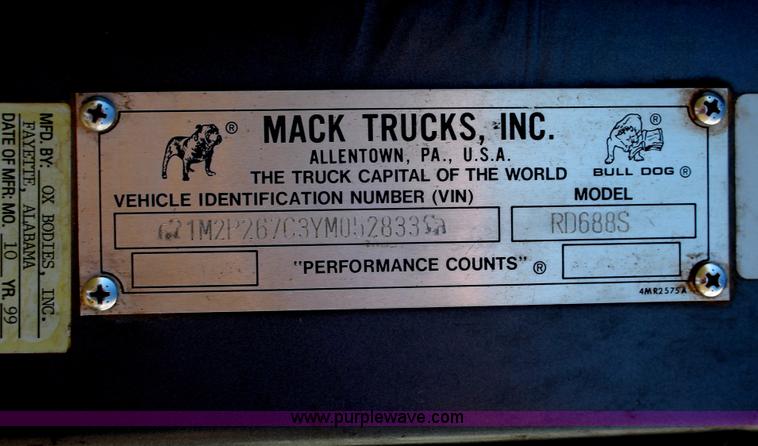 MFD. BY: OX BODIES, INC.
FAYETTE, ALABAMA
DATE OF MFR: MO. 10 YR. 99
®
®
MACK TRUCKS, INC.
ALLENTOWN, PA., U.S.A.
THE TRUCK CAPITAL OF THE WORLD
BULL DOG ®
VEHICLE IDENTIFICATION NUMBER (VIN)
MODEL
1M2P267C3YM052833
RD688S
"PERFORMANCE COUNTS" ®
4MR2575A
www.purplewave.com